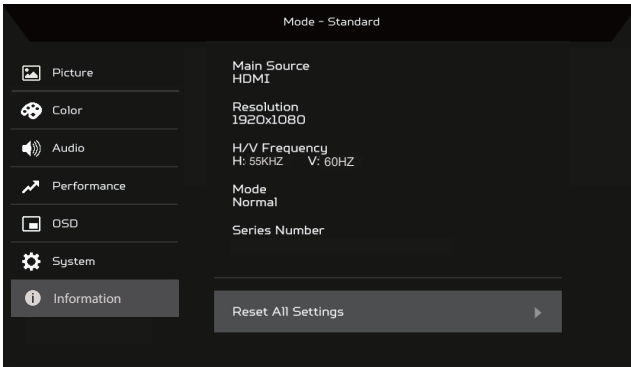 Mode - Standard
Picture
Color
Audio
Performance
OSD
System
Information
Main Source
HDMI
Resolution
1920x1080
H/V Frequency
H: 55KHZ V: 60HZ
Mode
Normal
Series Number
Reset All Settings